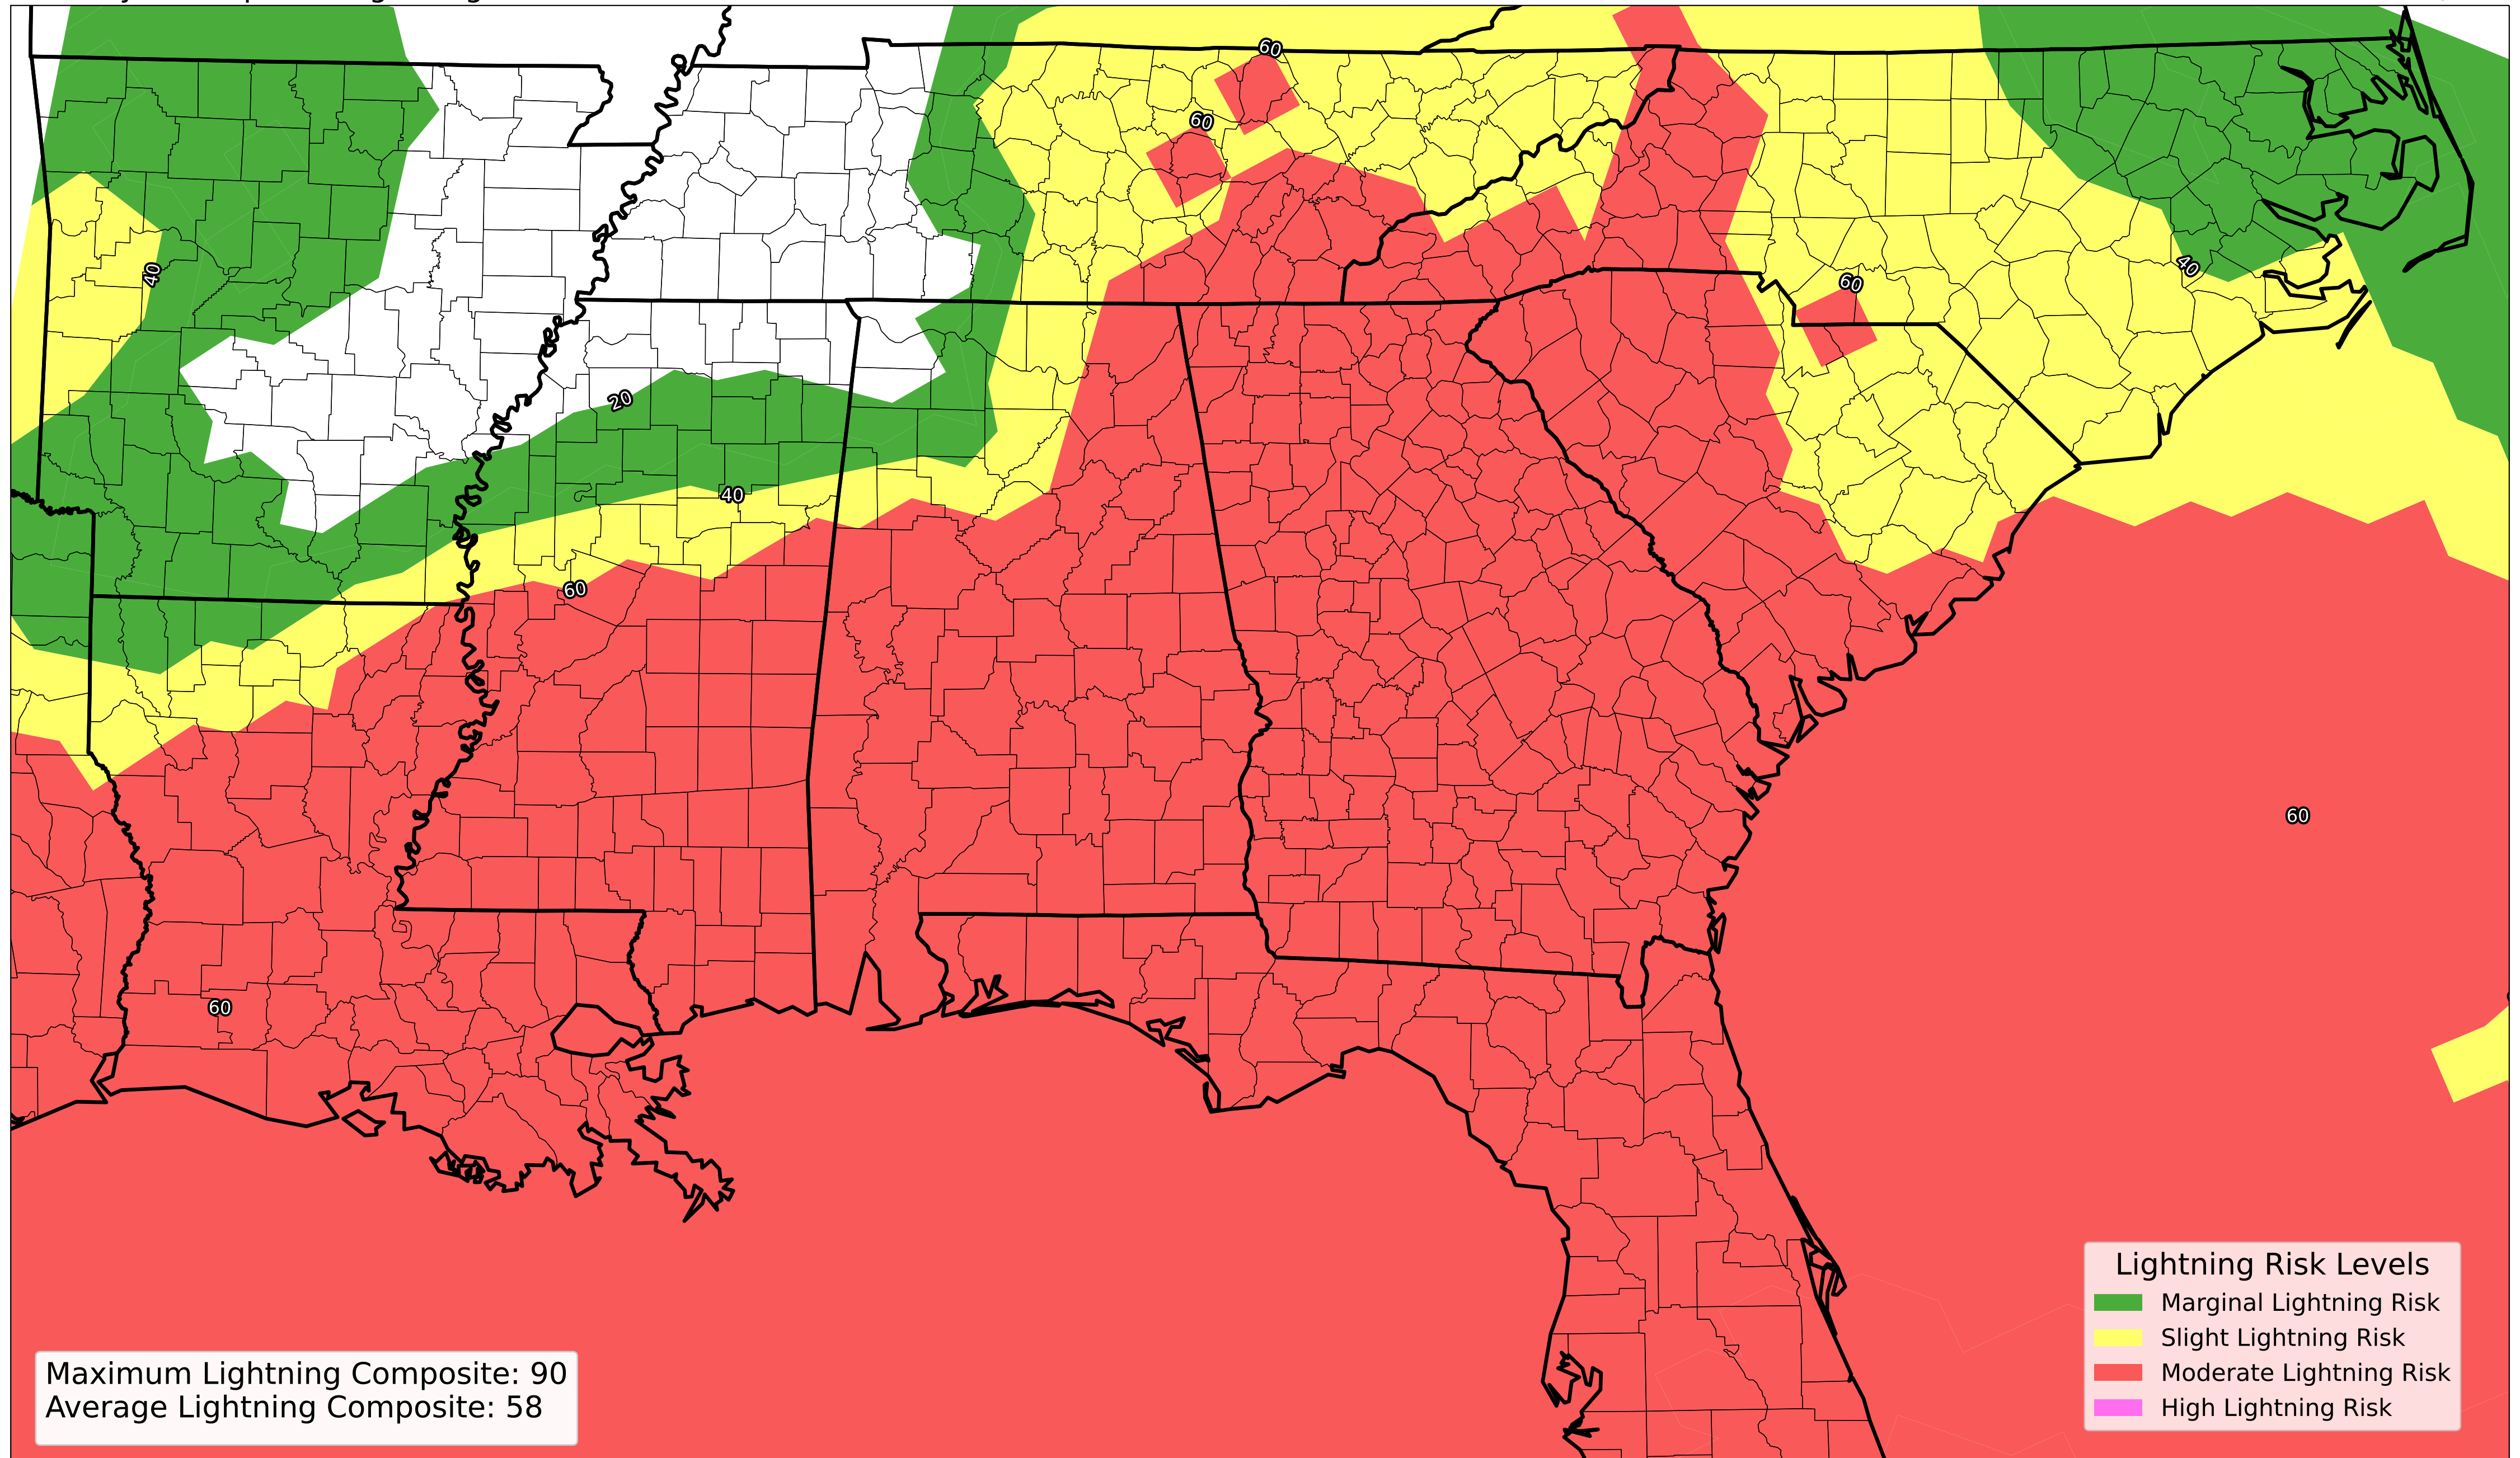 60
60
40
60
40
20
40
60
60
60
Lightning Risk Levels
Marginal Lightning Risk
Slight Lightning Risk
Moderate Lightning Risk
High Lightning Risk
Maximum Lightning Composite: 90
Average Lightning Composite: 58